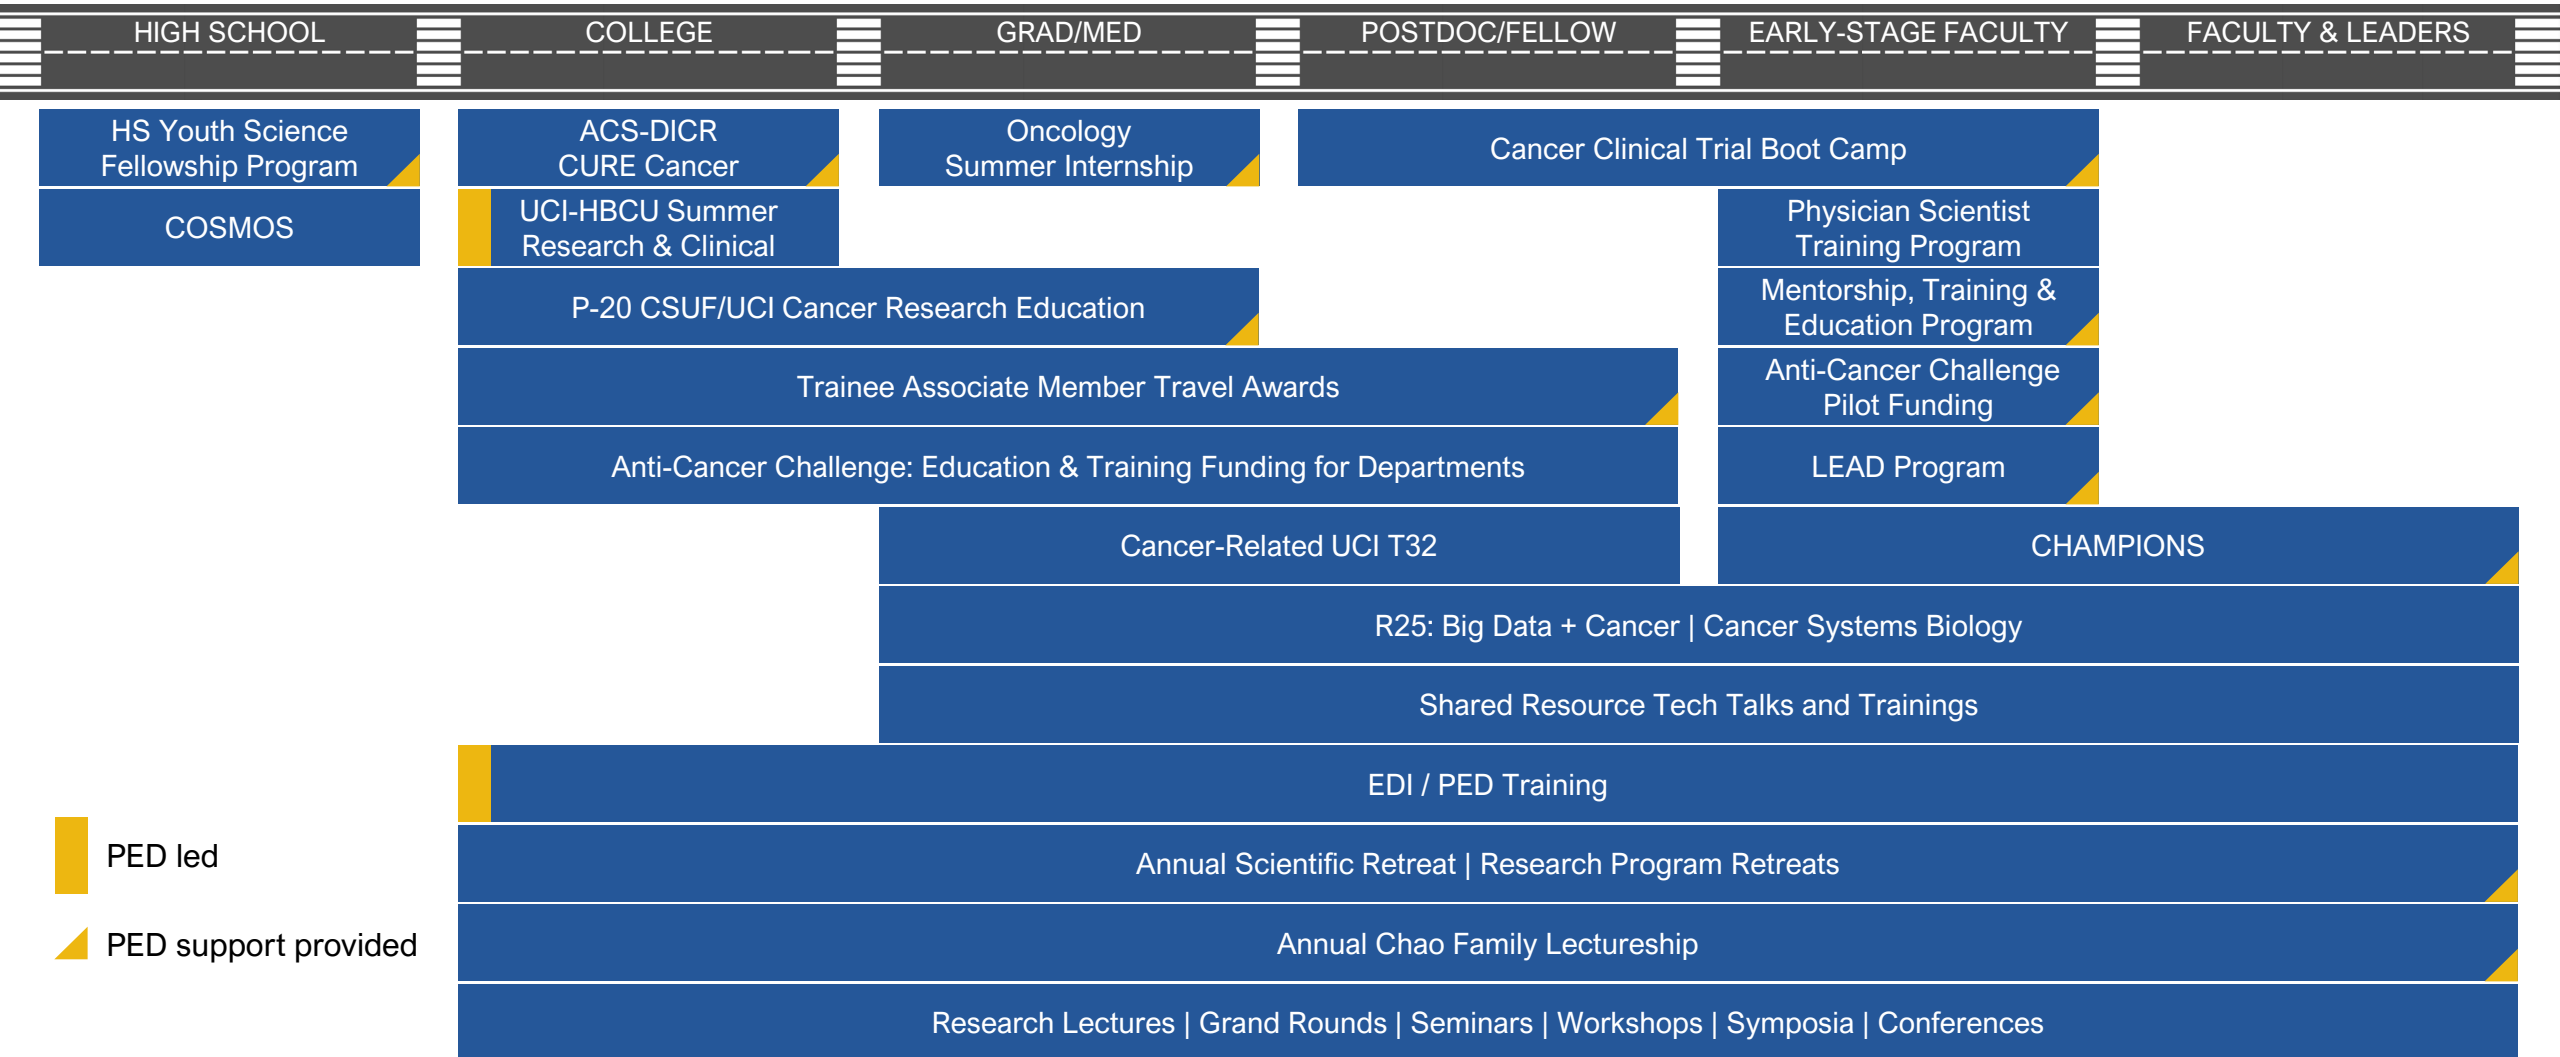 HIGH SCHOOL
COLLEGE
GRAD/MED
POSTDOC/FELLOW
EARLY-STAGE FACULTY
FACULTY & LEADERS
HS Youth Science
Fellowship Program
ACS-DICR
CURE Cancer
Oncology
Summer Internship
Cancer Clinical Trial Boot Camp
COSMOS
UCI-HBCU Summer
Research & Clinical
Physician Scientist
Training Program
P-20 CSUF/UCI Cancer Research Education
Mentorship, Training &
Education Program
Trainee Associate Member Travel Awards
Anti-Cancer Challenge
Pilot Funding
Anti-Cancer Challenge: Education & Training Funding for Departments
LEAD Program
Cancer-Related UCI T32
CHAMPIONS
R25: Big Data + Cancer | Cancer Systems Biology
Shared Resource Tech Talks and Trainings
EDI / PED Training
Annual Scientific Retreat | Research Program Retreats
Annual Chao Family Lectureship
Research Lectures | Grand Rounds | Seminars | Workshops | Symposia | Conferences
PED led
PED support provided